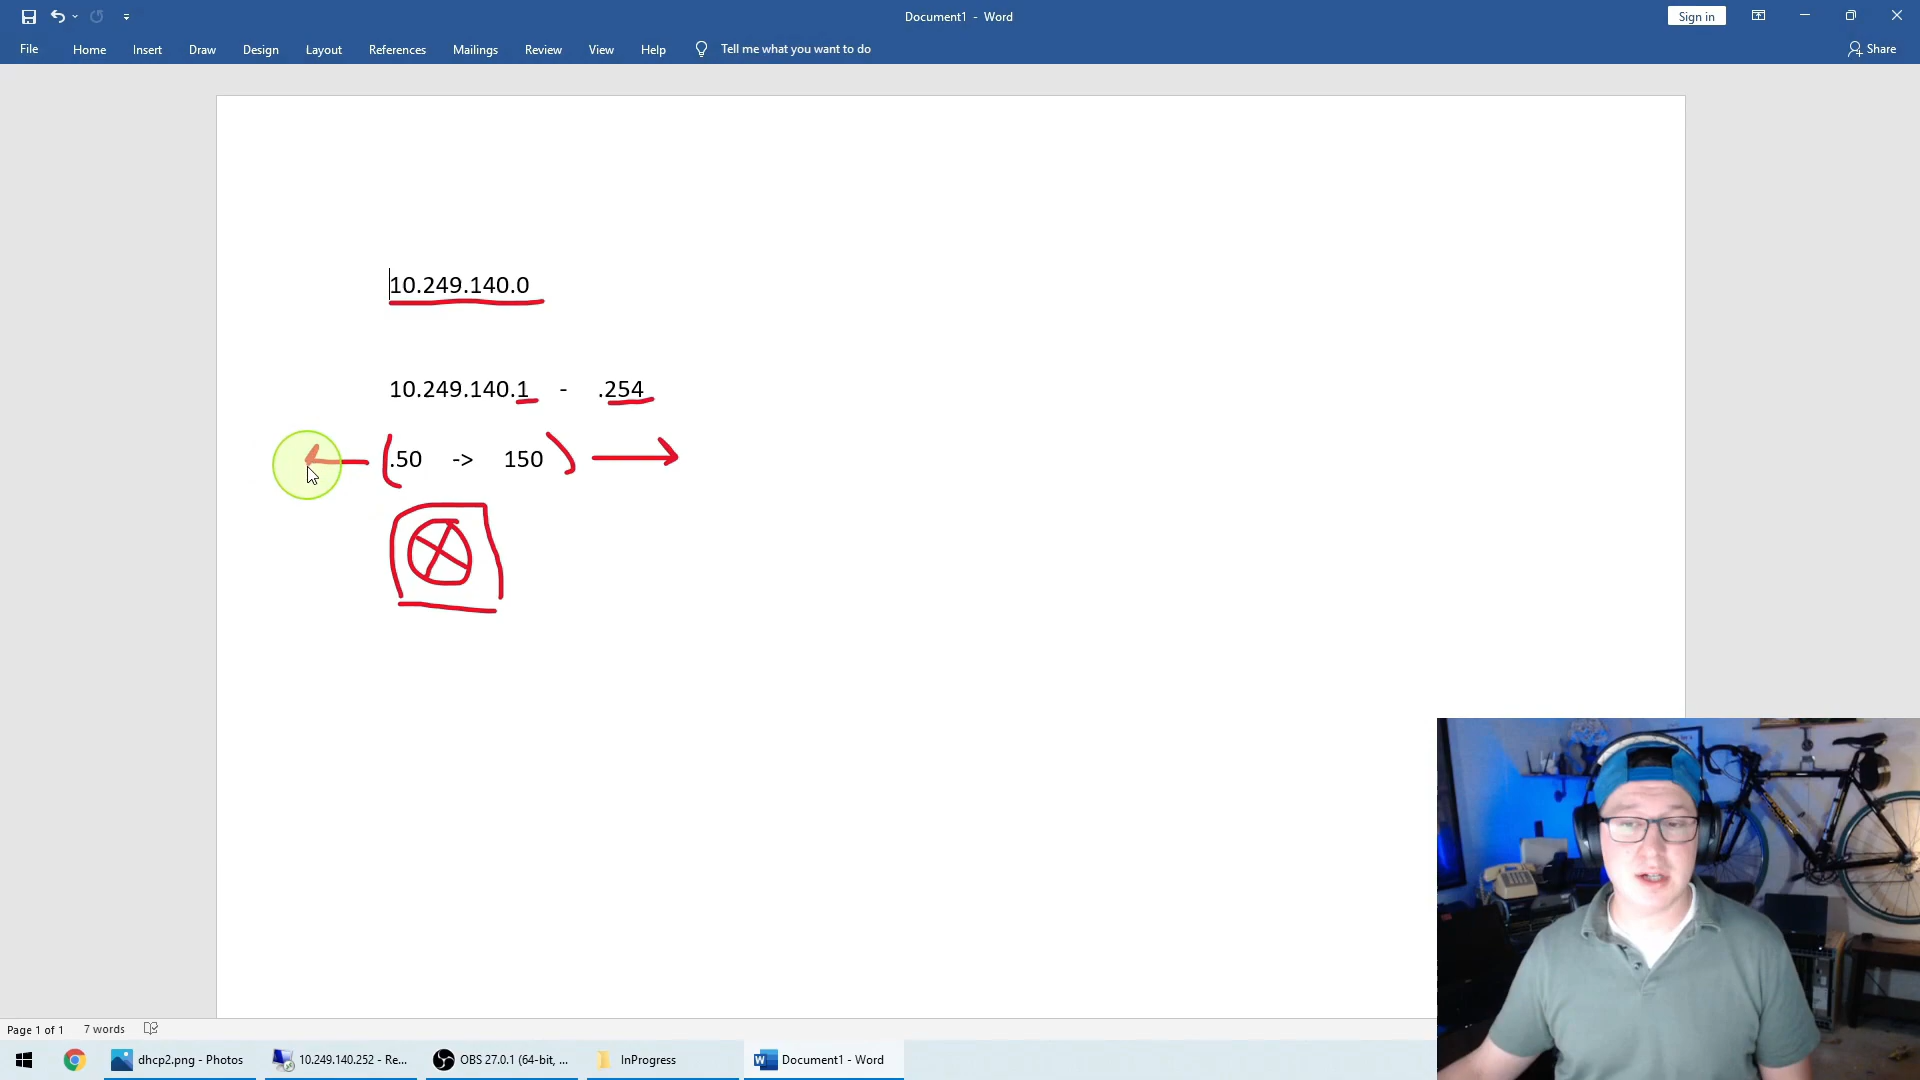 Document1 - Word
Sign in
File Home Insert Draw Design Layout References Mailings Review View Help Tell me what you want to do Share
10.249.140.0
10.249.140.1 - .254
.50 -> 150
Page 1 of 1 7 words
dhcp2.png - Photos 10.249.140.252 - Re... OBS 27.0.1 (64-bit, ... InProgress Document1 - Word